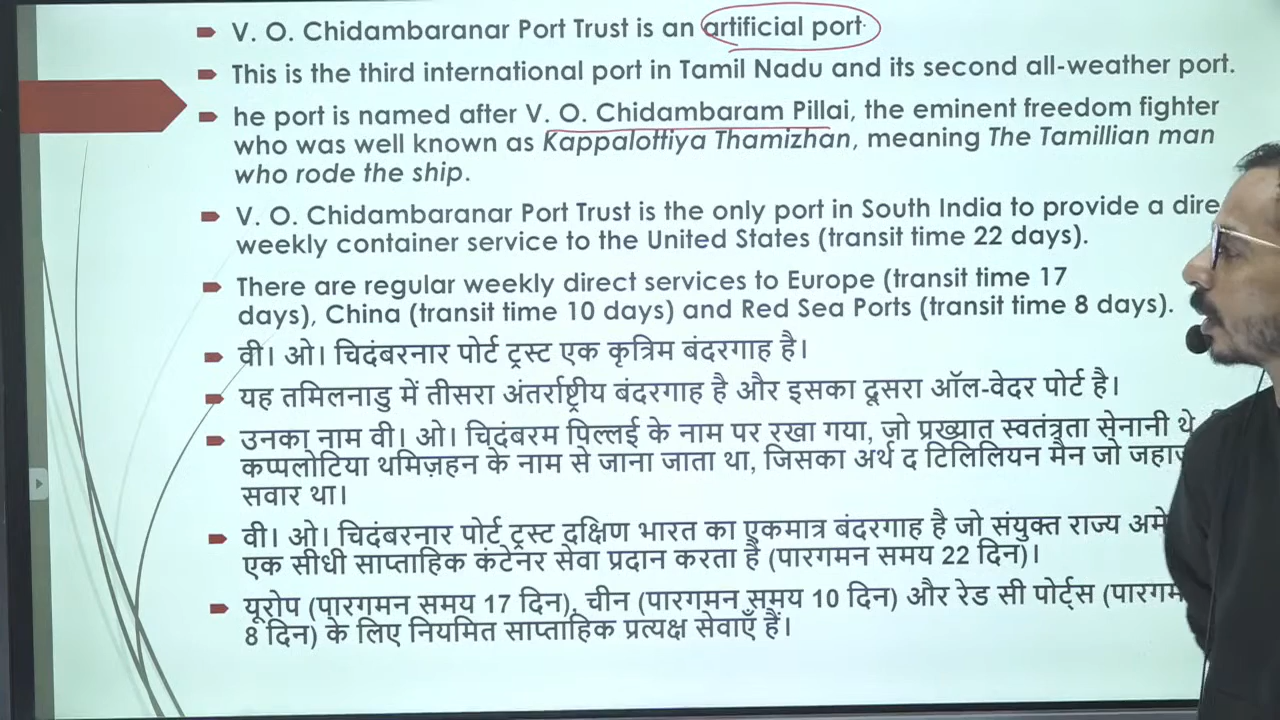 V. O. Chidambaranar Port Trust is an artificial port
This is the third international port in Tamil Nadu and its second all-weather port.
he port is named after V. O. Chidambaram Pillai, the eminent freedom fighter
who was well known as Kappalottiya Thamizhan, meaning The Tamillian man
who rode the ship.
V. O. Chidambaranar Port Trust is the only port in South India to provide a
weekly container service to the United States (transit time 22 days).
There are regular weekly direct services to Europe (transit time 17
days), China (transit time 10 days) and Red Sea Ports (transit time 8 days).
वी। ओ। चिदंबरनार पोर्ट ट्रस्ट एक कृत्रिम बंदरगाह है।
यह तमिलनाडु में तीसरा अंतर्राष्ट्रीय बंदरगाह है और इसका दूसरा ऑल-वेदर पोर्ट है।
उनका नाम वी। ओ। चिदंबरम पिल्लई के नाम पर रखा गया, जो प्रख्यात स्वतंत्रता सेनानी थे
कप्पलोटिया थमिज़हन के नाम से जाना जाता था, जिसका अर्थ द टिलिलियन मैन जो
सवार था।
वी। ओ। चिदंबरनार पोर्ट ट्रस्ट दक्षिण भारत का एकमात्र बंदरगाह है जो संयुक्त राज्य
एक सीधी साप्ताहिक कंटेनर सेवा प्रदान करता है (पारगमन समय 22 दिन)।
यूरोप (पारगमन समय 17 दिन), चीन (पारगमन समय 10 दिन) और रेड सी पोर्ट्स
8 दिन) के लिए नियमित साप्ताहिक प्रत्यक्ष सेवाएँ हैं।